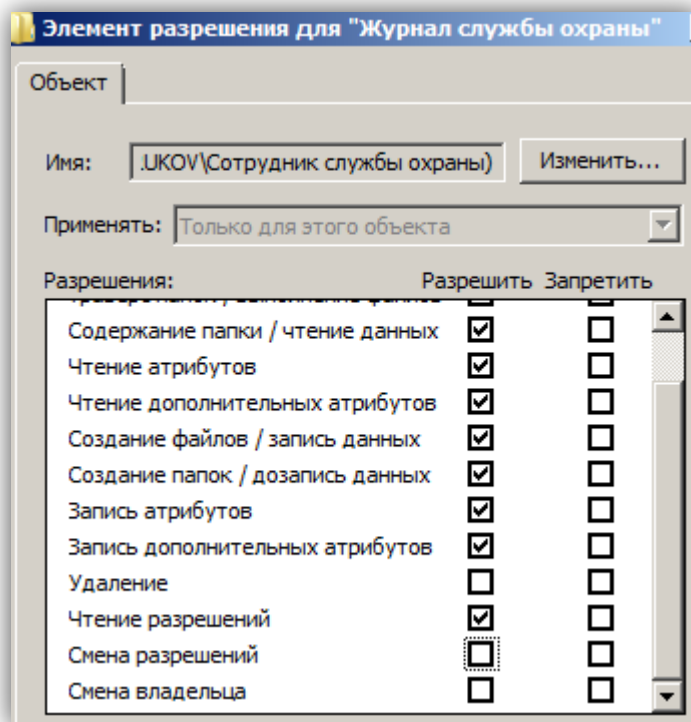 Элемент разрешения для "Журнал службы охраны"
Объект
Имя: .UKOV\Сотрудник службы охраны) Изменить...
Применять: Только для этого объекта
Разрешения: Разрешить Запретить
Содержание папки / чтение данных
Чтение атрибутов
Чтение дополнительных атрибутов
Создание файлов / запись данных
Создание папок / дозапись данных
Запись атрибутов
Запись дополнительных атрибутов
Удаление
Чтение разрешений
Смена разрешений
Смена владельца